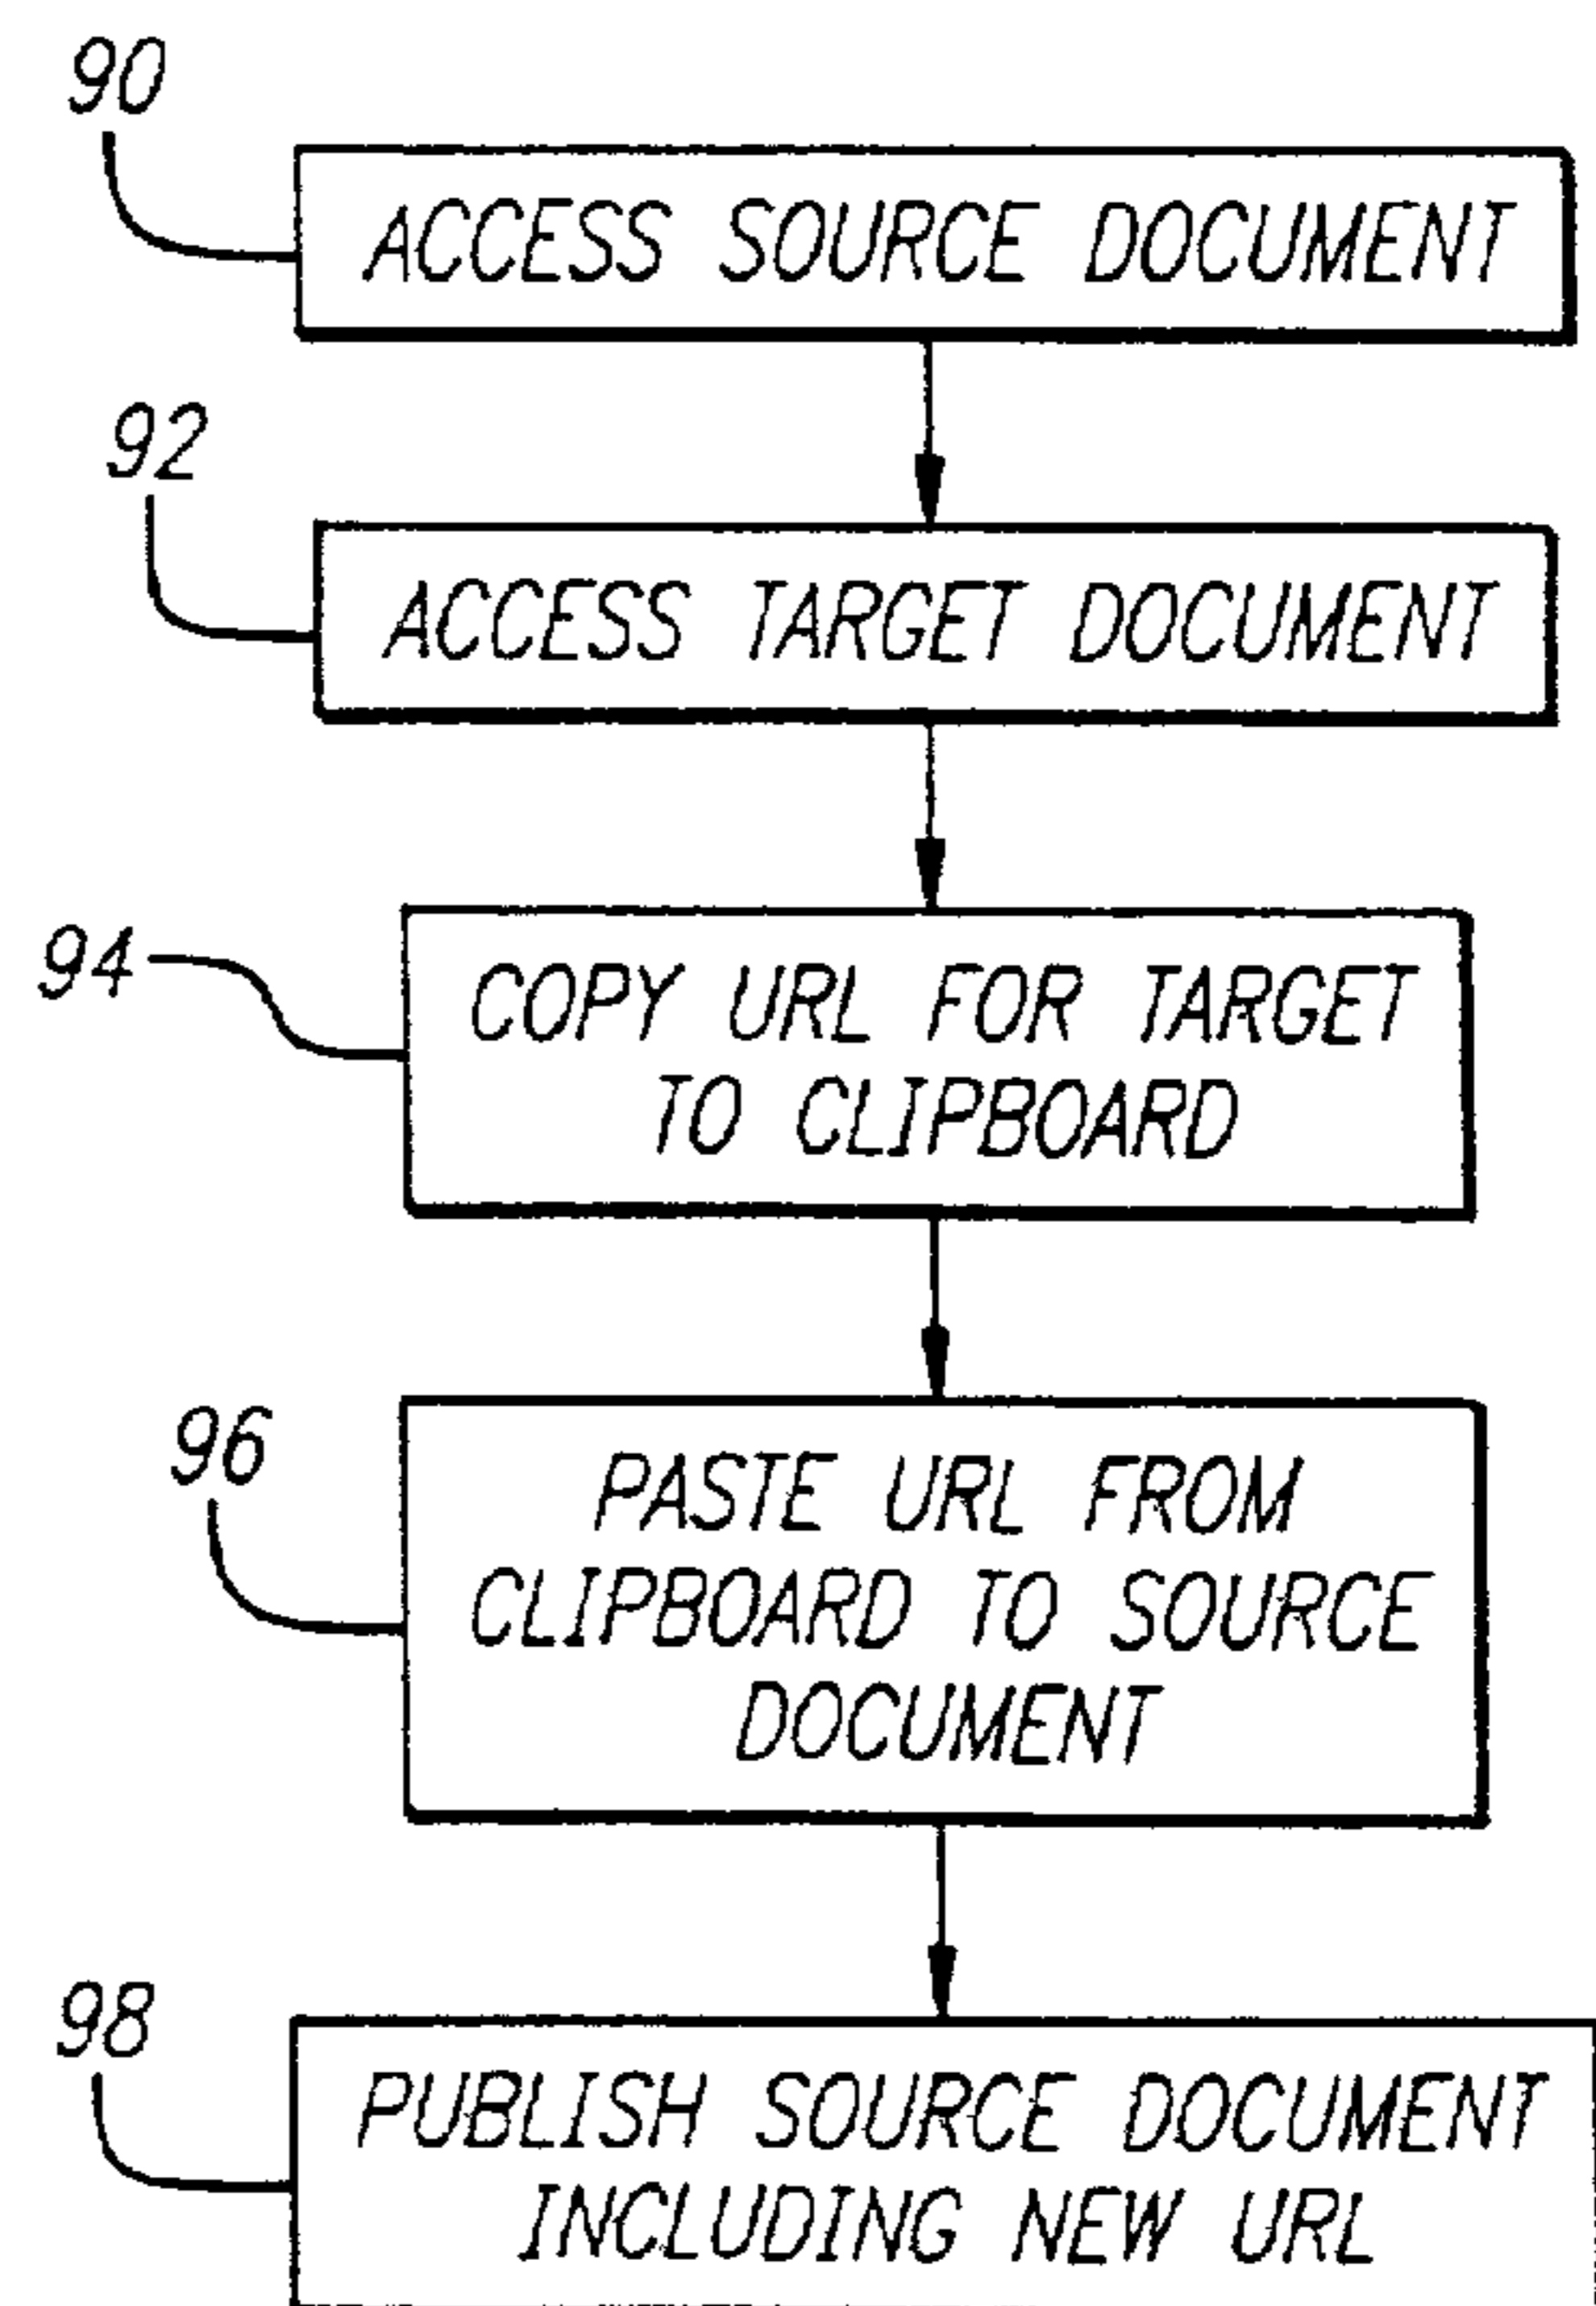 90
ACCESS SOURCE DOCUMENT
92
ACCESS TARGET DOCUMENT
94
COPY URL FOR TARGET
TO CLIPBOARD
96
PASTE URL FROM
CLIPBOARD TO SOURCE
DOCUMENT
98
PUBLISH SOURCE DOCUMENT
INCLUDING NEW URL